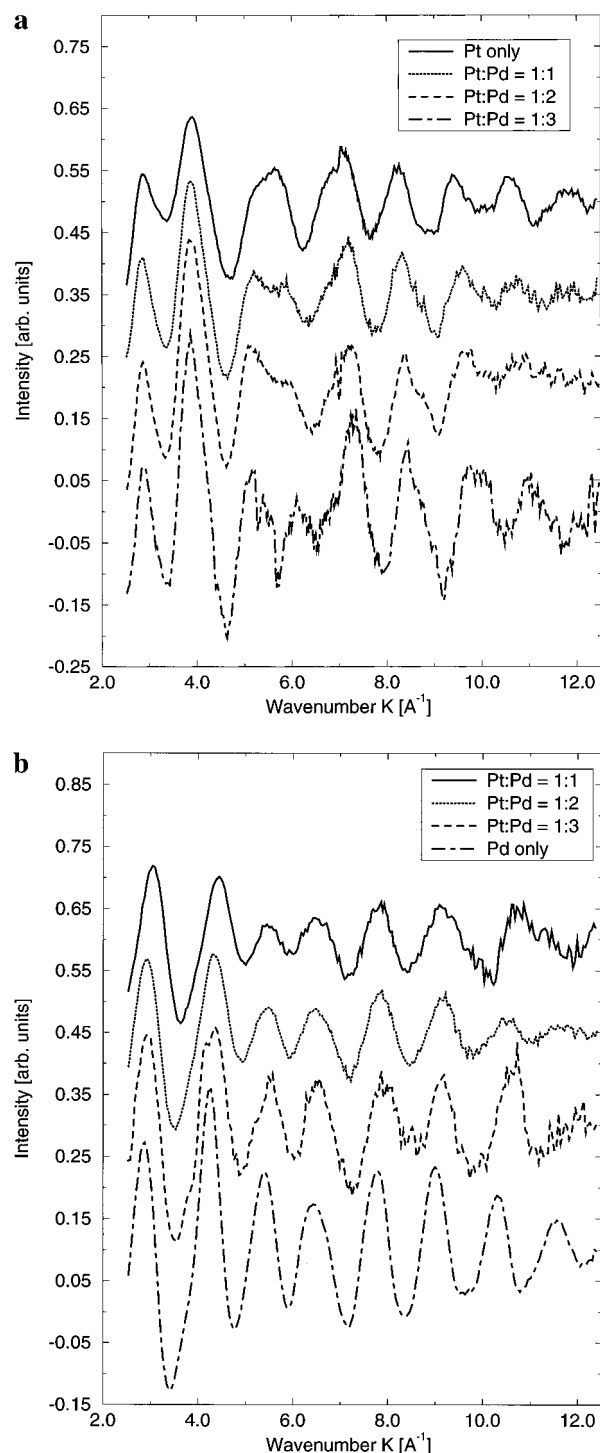 a
0.75
0.65
0.55
0.45
0.35
0.25
0.15
0.05
-0.05
-0.15
-0.25
Intensity [arb. units]
Pt only
Pt:Pd = 1:1
Pt:Pd = 1:2
Pt:Pd = 1:3
2.0 4.0 6.0 8.0 10.0 12.0
Wavenumber K [A⁻¹]
b
0.85
0.75
0.65
0.55
0.45
0.35
0.25
0.15
0.05
-0.05
-0.15
Intensity [arb. units]
Pt:Pd = 1:1
Pt:Pd = 1:2
Pt:Pd = 1:3
Pd only
2.0 4.0 6.0 8.0 10.0 12.0
Wavenumber K [A⁻¹]